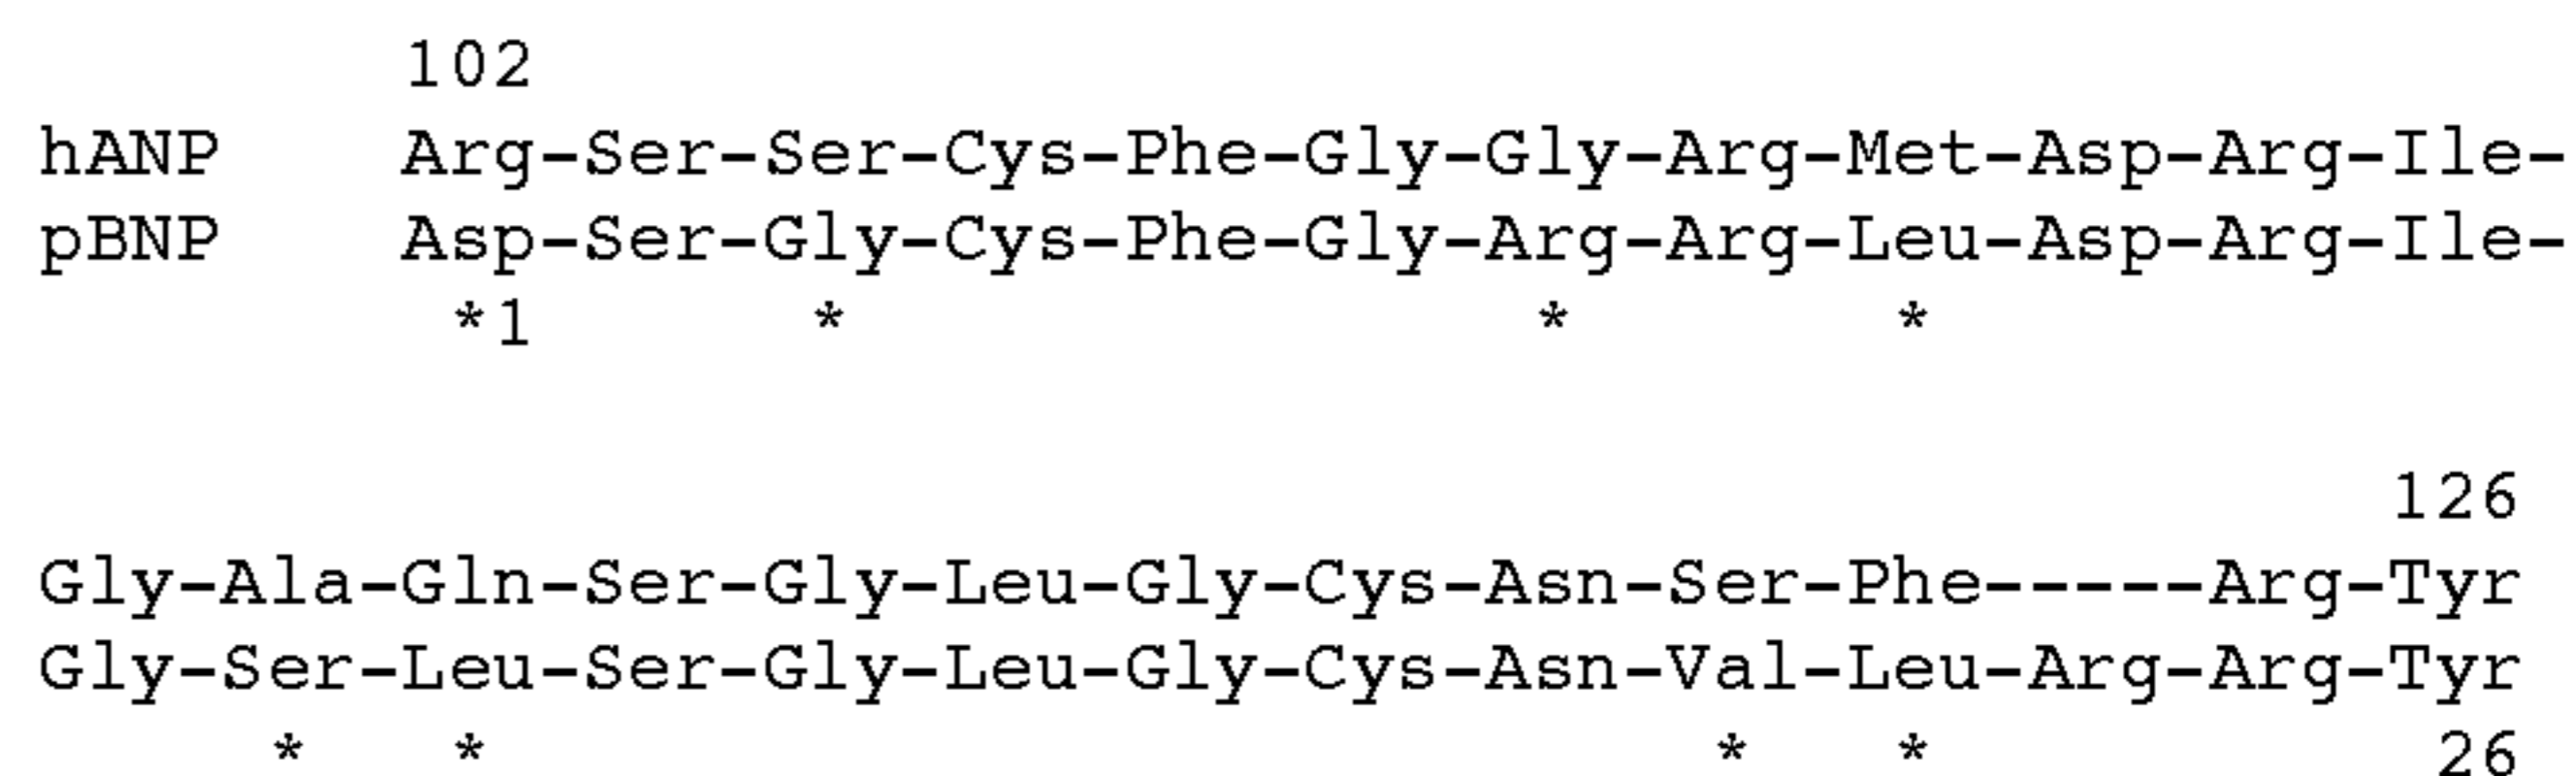 102
hANP Arg-Ser-Ser-Cys-Phe-Gly-Gly-Arg-Met-Asp-Arg-Ile-
pBNP Asp-Ser-Gly-Cys-Phe-Gly-Arg-Arg-Leu-Asp-Arg-Ile-
*1 * * *
126
Gly-Ala-Gln-Ser-Gly-Leu-Gly-Cys-Asn-Ser-Phe-----Arg-Tyr
Gly-Ser-Leu-Ser-Gly-Leu-Gly-Cys-Asn-Val-Leu-Arg-Arg-Tyr
* * * * 26